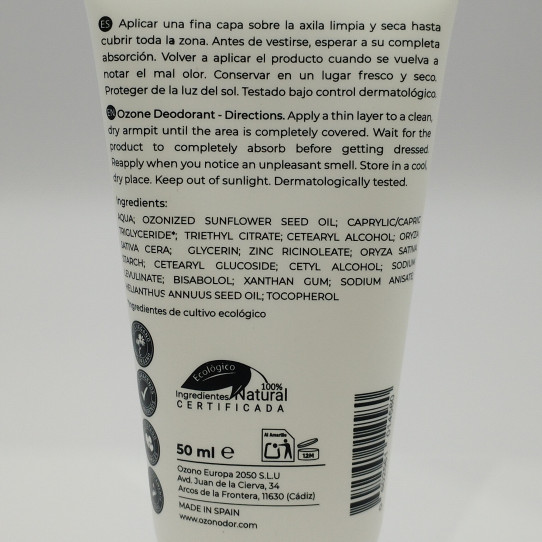 ES Aplicar una fina capa sobre la axila limpia y seca hasta
cubrir toda la zona. Antes de vestirse, esperar a su completa
absorción. Volver a aplicar el producto cuando se vuelva a
notar el mal olor. Conservar en un lugar fresco y seco.
Proteger de la luz del sol. Testado bajo control dermatológico.
EN Ozone Deodorant - Directions. Apply a thin layer to a clean,
dry armpit until the area is completely covered. Wait for the
product to completely absorb before getting dressed.
Reapply when you notice an unpleasant smell. Store in a cool,
dry place. Keep out of sunlight. Dermatologically tested.
Ingredients:
AQUA; OZONIZED SUNFLOWER SEED OIL; CAPRYLIC/CAPRIC
TRIGLYCERIDE*; TRIETHYL CITRATE; CETEARYL ALCOHOL; ORYZA
SATIVA CERA; GLYCERIN; ZINC RICINOLEATE; ORYZA SATIVA
STARCH; CETEARYL GLUCOSIDE; CETYL ALCOHOL; SODIUM
LEVULINATE; BISABOLOL; XANTHAN GUM; SODIUM ANISATE;
HELIANTHUS ANNUUS SEED OIL; TOCOPHEROL
*Ingredientes de cultivo ecológico
Ecológico
100%
Ingredientes Natural
CERTIFICADA
50 ml e
Al Amarillo
12M
Ozono Europa 2050 S.L.U
Avd. Juan de la Cierva, 34
Arcos de la Frontera, 11630 (Cádiz)
MADE IN SPAIN
www.ozonodor.com